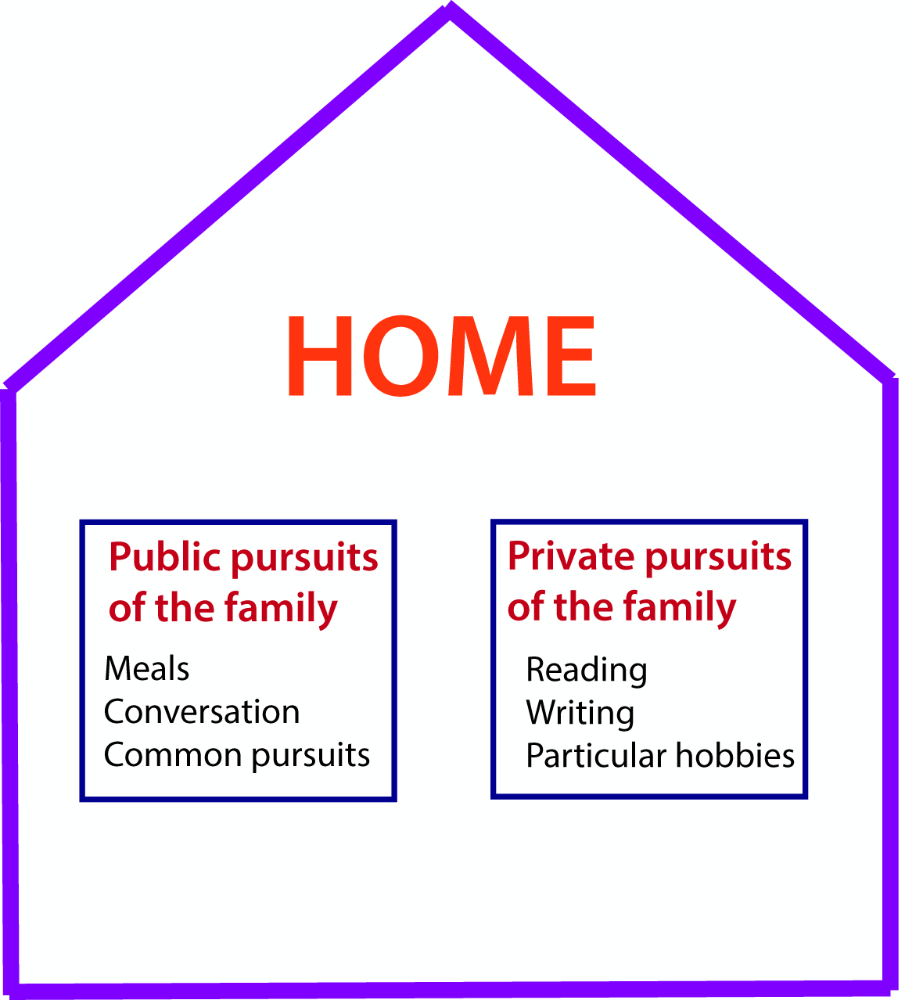 HOME
Public pursuits
of the family
Meals
Conversation
Common pursuits
Private pursuits
of the family
Reading
Writing
Particular hobbies